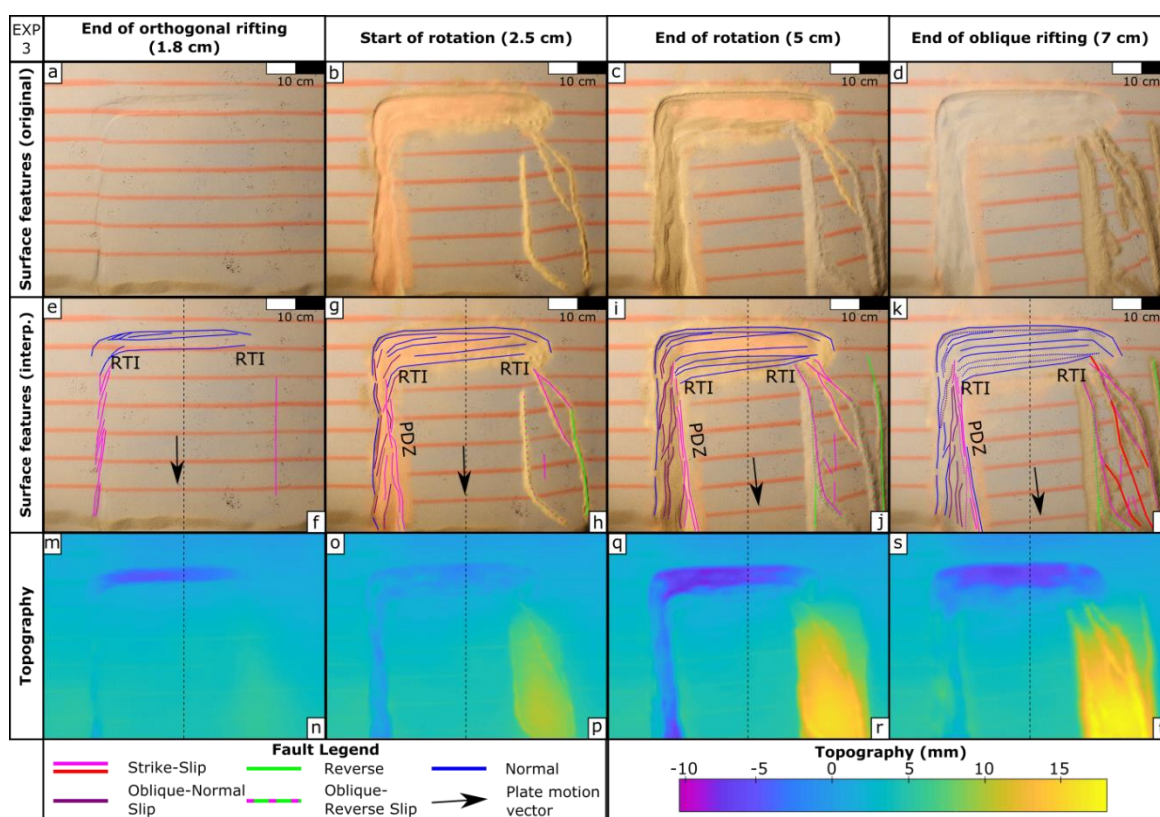 EXP
3
End of orthogonal rifting
(1.8 cm)
Start of rotation (2.5 cm)
End of rotation (5 cm)
End of oblique rifting (7 cm)
Surface features (original)
a
10 cm
b
10 cm
c
10 cm
d
10 cm
Surface features (interp.)
e
10 cm
RTI
RTI
f
g
10 cm
RTI
RTI
PDZ
h
i
10 cm
RTI
RTI
PDZ
j
k
10 cm
RTI
RTI
PDZ
Topography
m
n
o
p
q
r
s
Fault Legend
Strike-Slip
Reverse
Normal
Oblique-Normal
Slip
Oblique-
Reverse Slip
Plate motion
vector
Topography (mm)
-10
-5
0
5
10
15